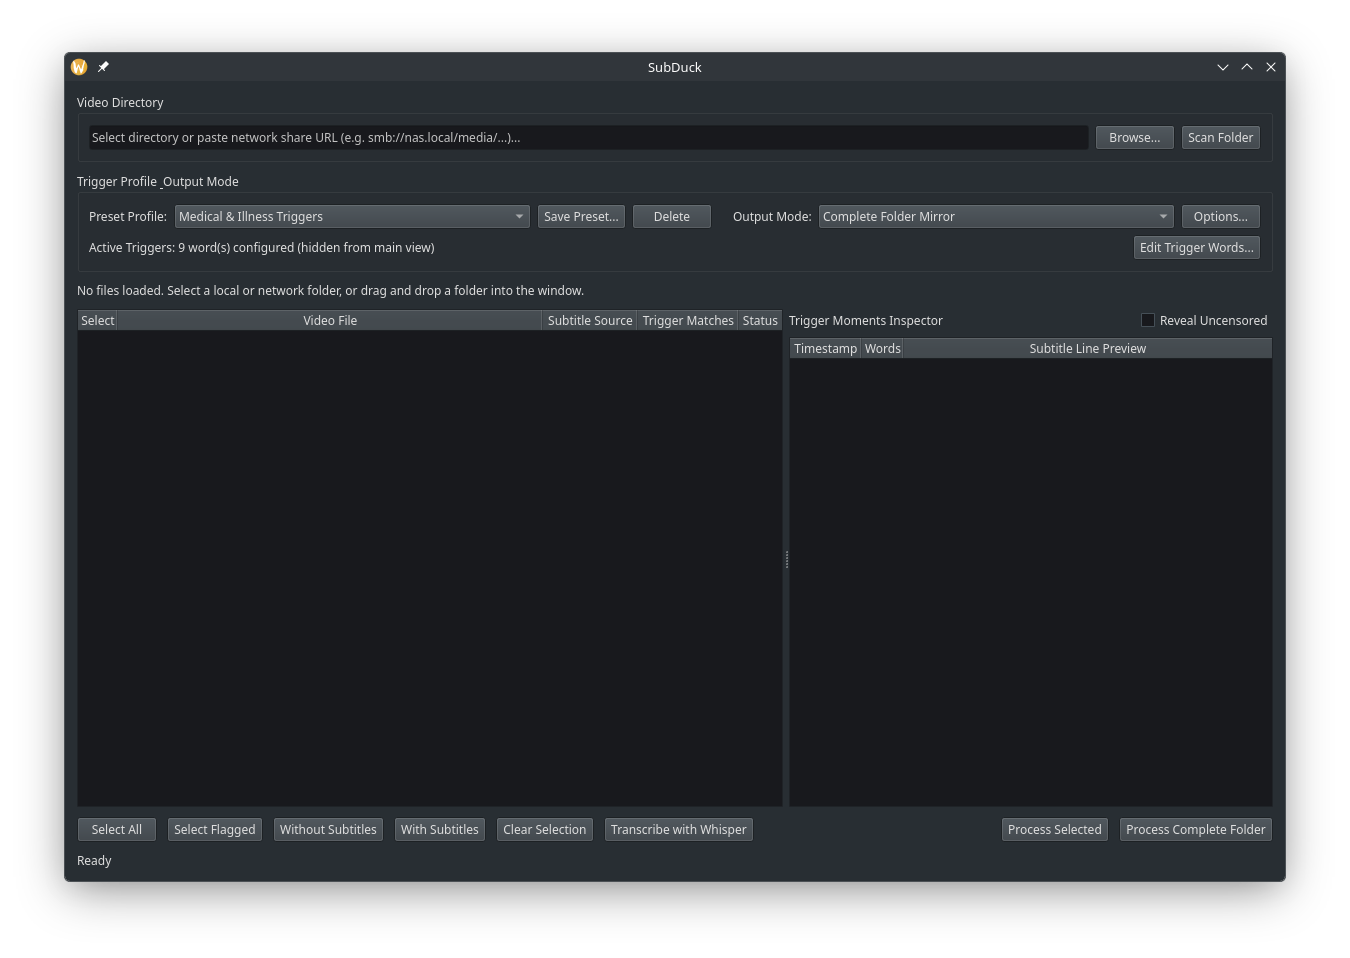 SubDuck
Video Directory
Select directory or paste network share URL (e.g. smb://nas.local/media/...)...
Browse...
Scan Folder
Trigger Profile _Output Mode
Preset Profile:
Medical & Illness Triggers
Save Preset...
Delete
Output Mode:
Complete Folder Mirror
Options...
Active Triggers: 9 word(s) configured (hidden from main view)
Edit Trigger Words...
No files loaded. Select a local or network folder, or drag and drop a folder into the window.
Select
Video File
Subtitle Source
Trigger Matches
Status
Trigger Moments Inspector
Reveal Uncensored
Timestamp
Words
Subtitle Line Preview
Select All
Select Flagged
Without Subtitles
With Subtitles
Clear Selection
Transcribe with Whisper
Process Selected
Process Complete Folder
Ready